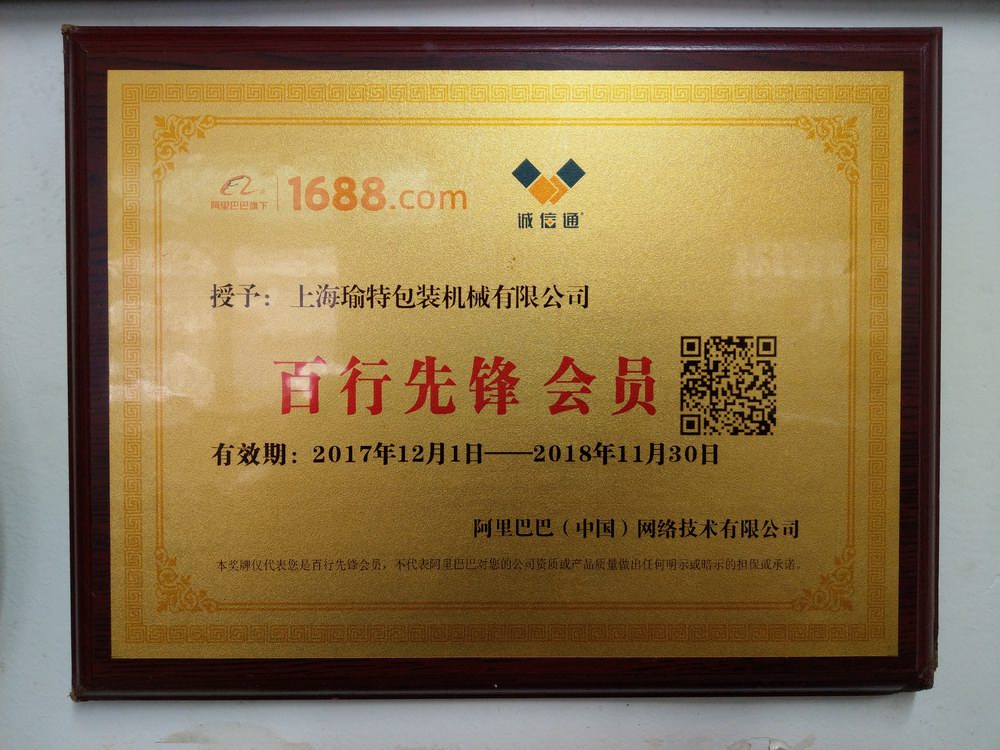 阿里巴巴旗下 1688.com
诚信通
授予：上海瑜特包装机械有限公司
百行先锋 会员
有效期：2017年12月1日——2018年11月30日
阿里巴巴（中国）网络技术有限公司
本奖牌仅代表您是百行先锋会员，不代表阿里巴巴对您的公司资质或产品质量做出任何明示或暗示的担保或承诺。